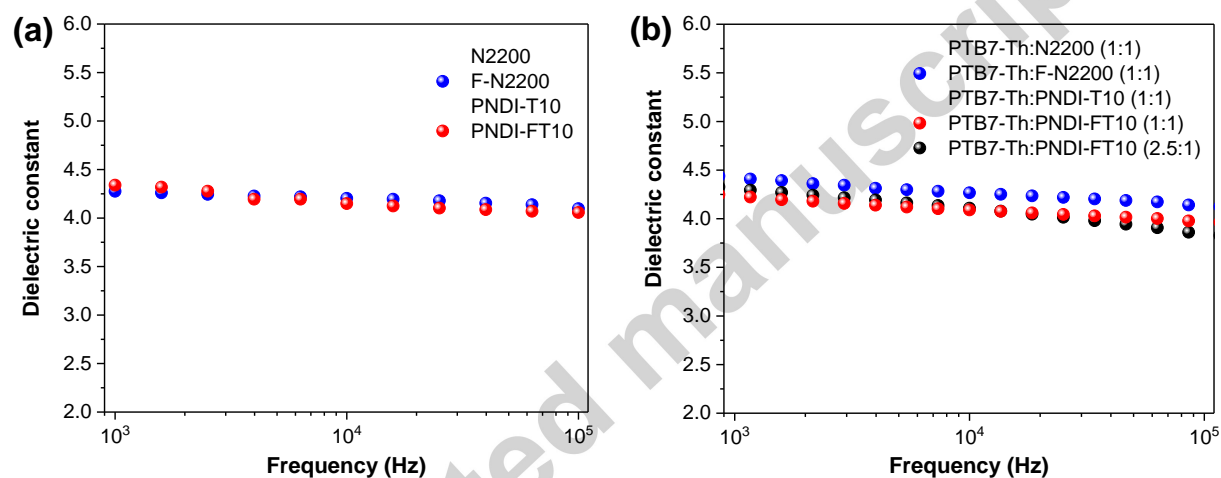 (a)
6.0
5.5
5.0
4.5
4.0
3.5
3.0
2.5
2.0
Dielectric constant
N2200
F-N2200
PNDI-T10
PNDI-FT10
10³
10⁴
10⁵
Frequency (Hz)
(b)
6.0
5.5
5.0
4.5
4.0
3.5
3.0
2.5
2.0
Dielectric constant
PTB7-Th:N2200 (1:1)
PTB7-Th:F-N2200 (1:1)
PTB7-Th:PNDI-T10 (1:1)
PTB7-Th:PNDI-FT10 (1:1)
PTB7-Th:PNDI-FT10 (2.5:1)
10³
10⁴
10⁵
Frequency (Hz)
manuscrip